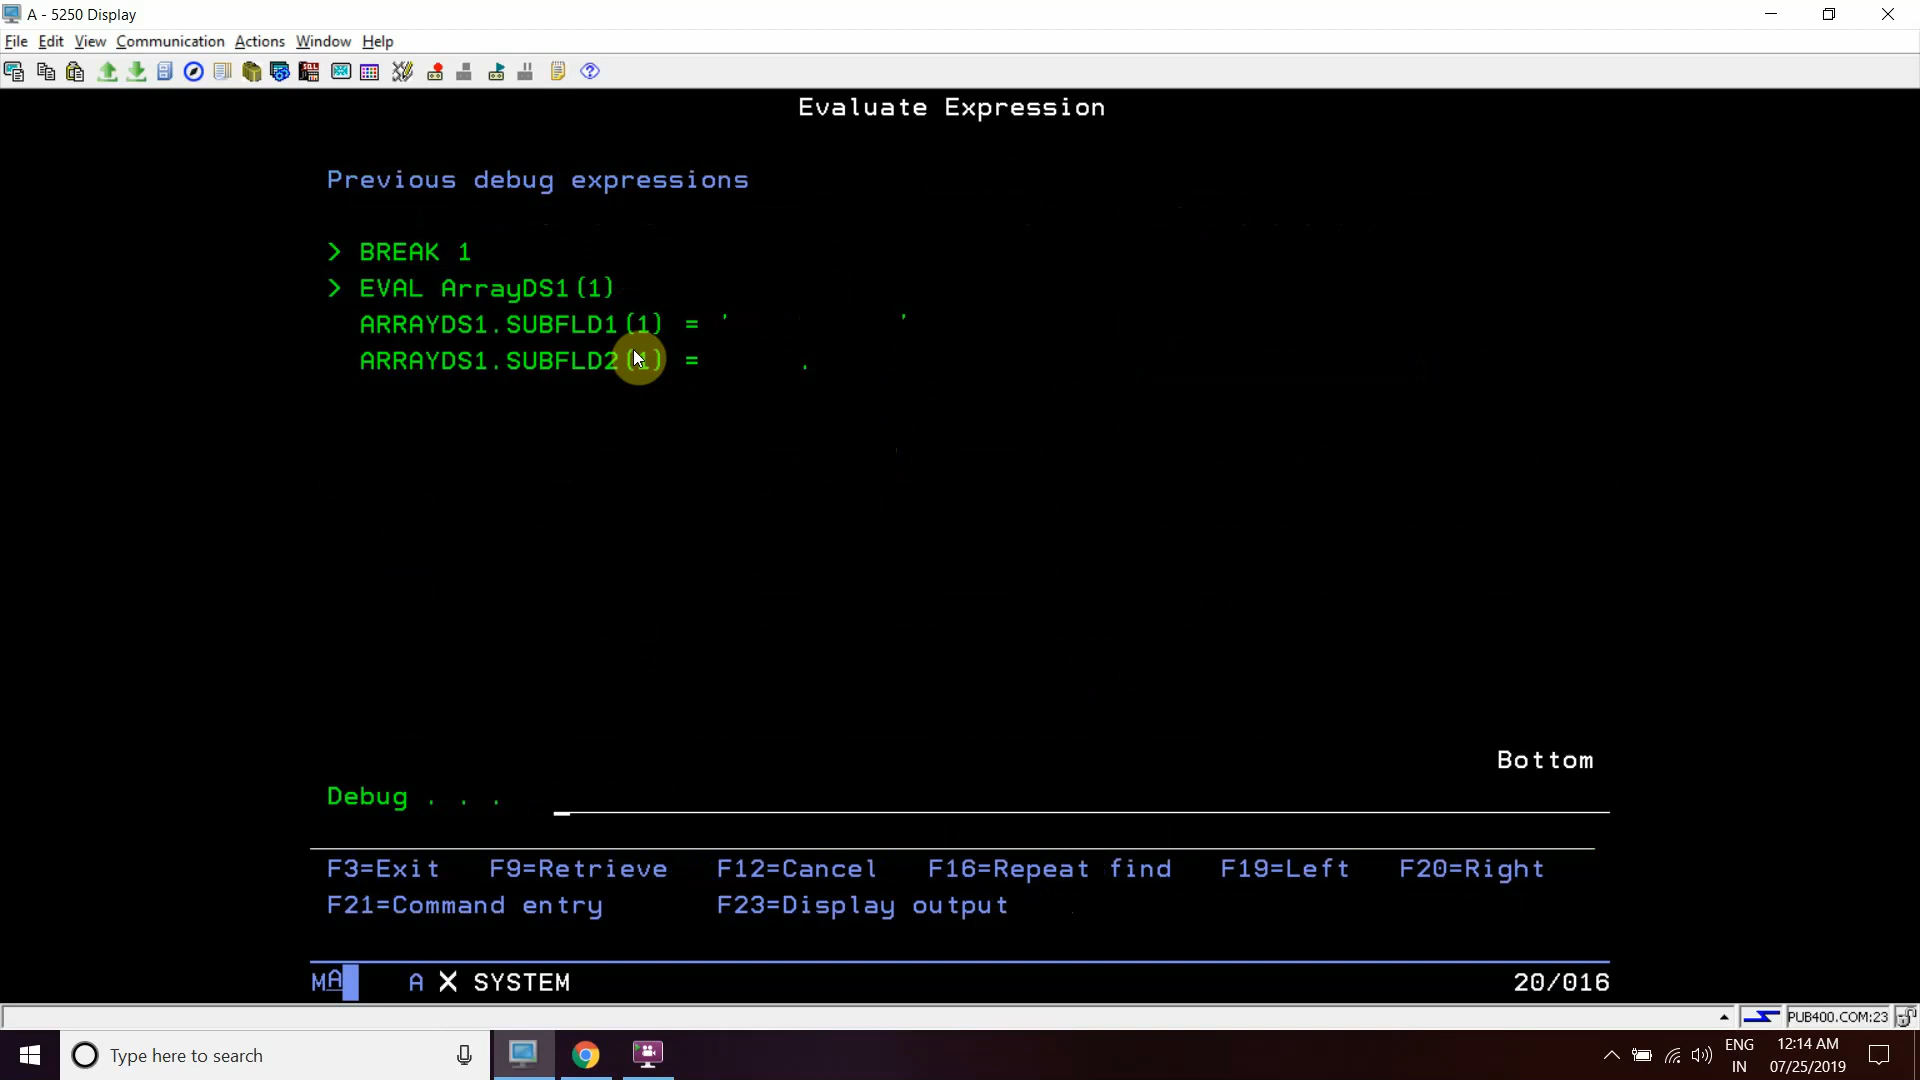 A - 5250 Display
File Edit View Communication Actions Window Help
Evaluate Expression
Previous debug expressions
> BREAK 1
> EVAL ArrayDS1(1)
ARRAYDS1.SUBFLD1(1) = '           '
ARRAYDS1.SUBFLD2(1) =       .
Bottom
Debug . . .
F3=Exit F9=Retrieve F12=Cancel F16=Repeat find F19=Left F20=Right
F21=Command entry F23=Display output
MA A X SYSTEM 20/016
PUB400.COM:23
Type here to search
ENG
IN
12:14 AM
07/25/2019